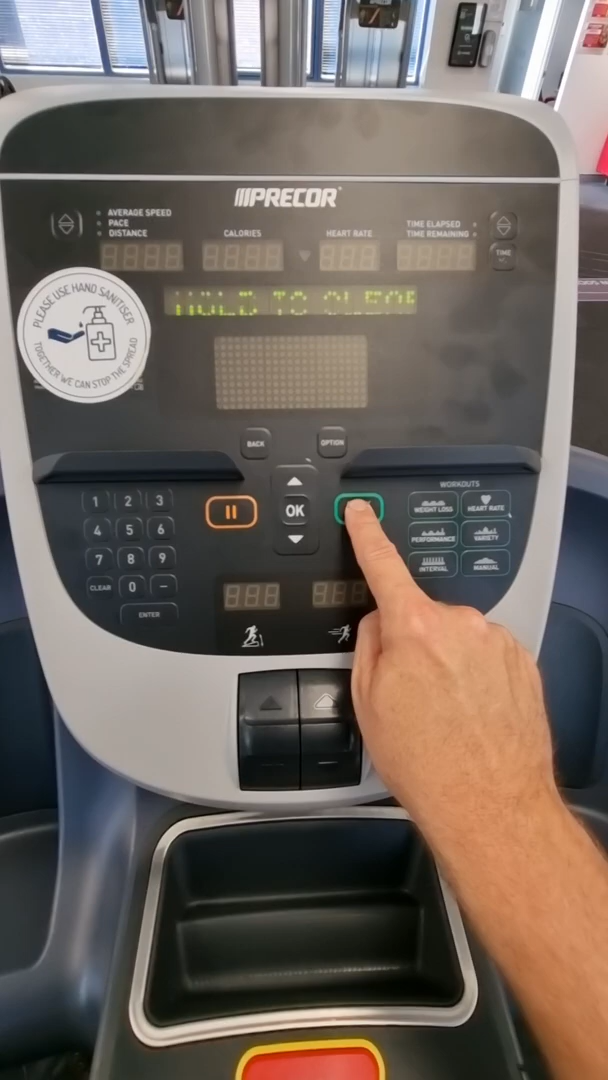 PRECOR
AVERAGE SPEED
PACE
DISTANCE
CALORIES
HEART RATE
TIME ELAPSED
TIME REMAINING
TIME
PLEASE USE HAND SANITISER
TOGETHER WE CAN STOP THE SPREAD
HOLD TO CLEAR
BACK
OPTION
WORKOUTS
1 2 3
OK
WEIGHT LOSS
HEART RATE
4 5 6
PERFORMANCE
VARIETY
7 8 9
INTERVAL
MANUAL
CLEAR 0 –
ENTER